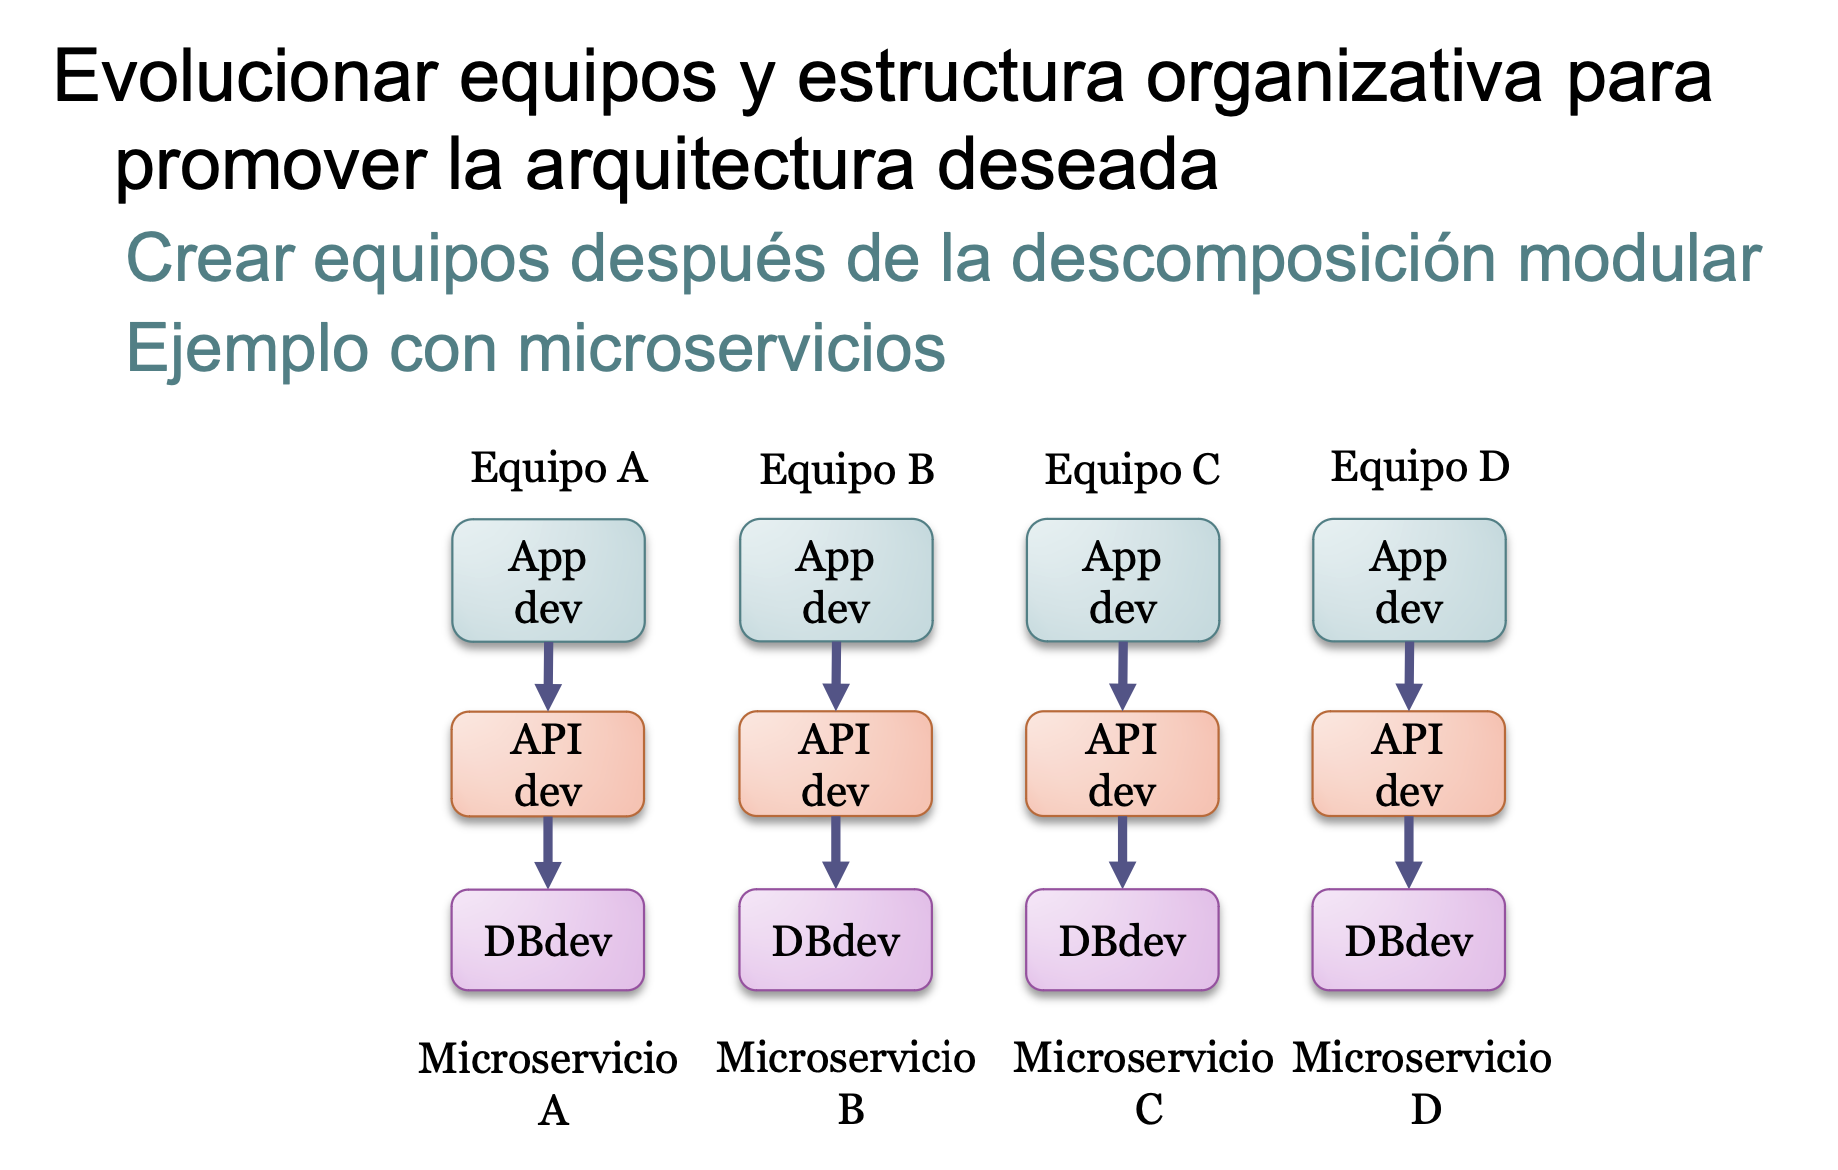 Evolucionar equipos y estructura organizativa para
promover la arquitectura deseada
Crear equipos después de la descomposición modular
Ejemplo con microservicios
Equipo A Equipo B Equipo C Equipo D
App App App App
dev dev dev dev
API API API API
dev dev dev dev
DBdev DBdev DBdev DBdev
Microservicio Microservicio Microservicio Microservicio
A B C D